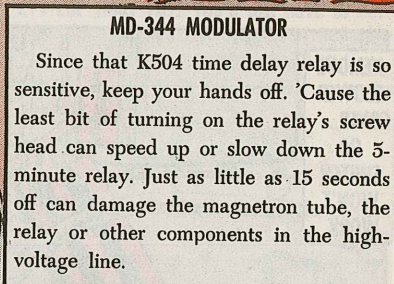 MD-344 MODULATOR
Since that K504 time delay relay is so
sensitive, keep your hands off. 'Cause the
least bit of turning on the relay's screw
head can speed up or slow down the 5-
minute relay. Just as little as 15 seconds
off can damage the magnetron tube, the
relay or other components in the high-
voltage line.